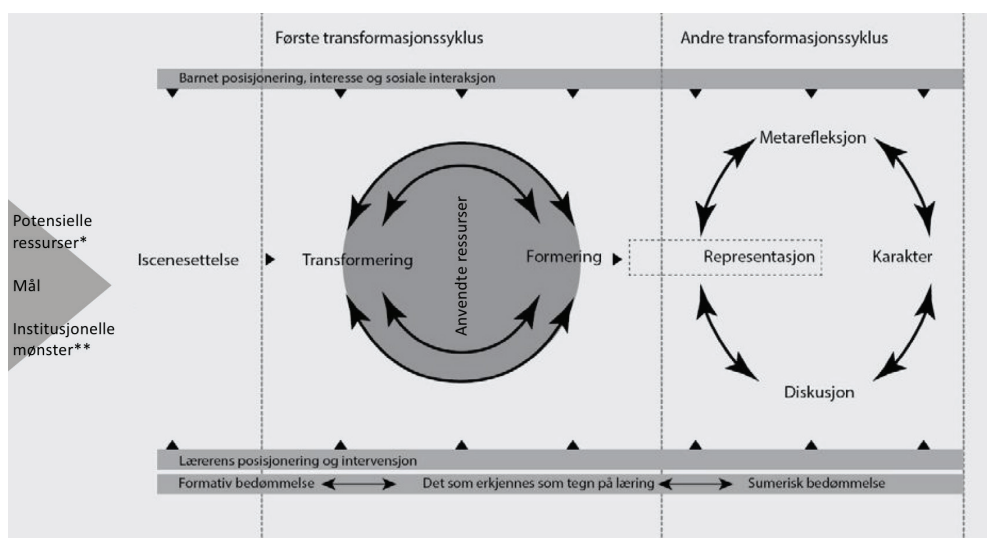 Første transformasjonssyklus
Andre transformasjonssyklus
Barnet posisjonering, interesse og sosiale interaksjon
Potensielle
ressurser*
Mål
Institusjonelle
mønster**
Iscenesettelse
Transformering
Anvendte ressurser
Formering
Metarefleksjon
Representasjon
Karakter
Diskusjon
Lærerens posisjonering og intervensjon
Formativ bedømmelse
Det som erkjennes som tegn på læring
Sumerisk bedømmelse